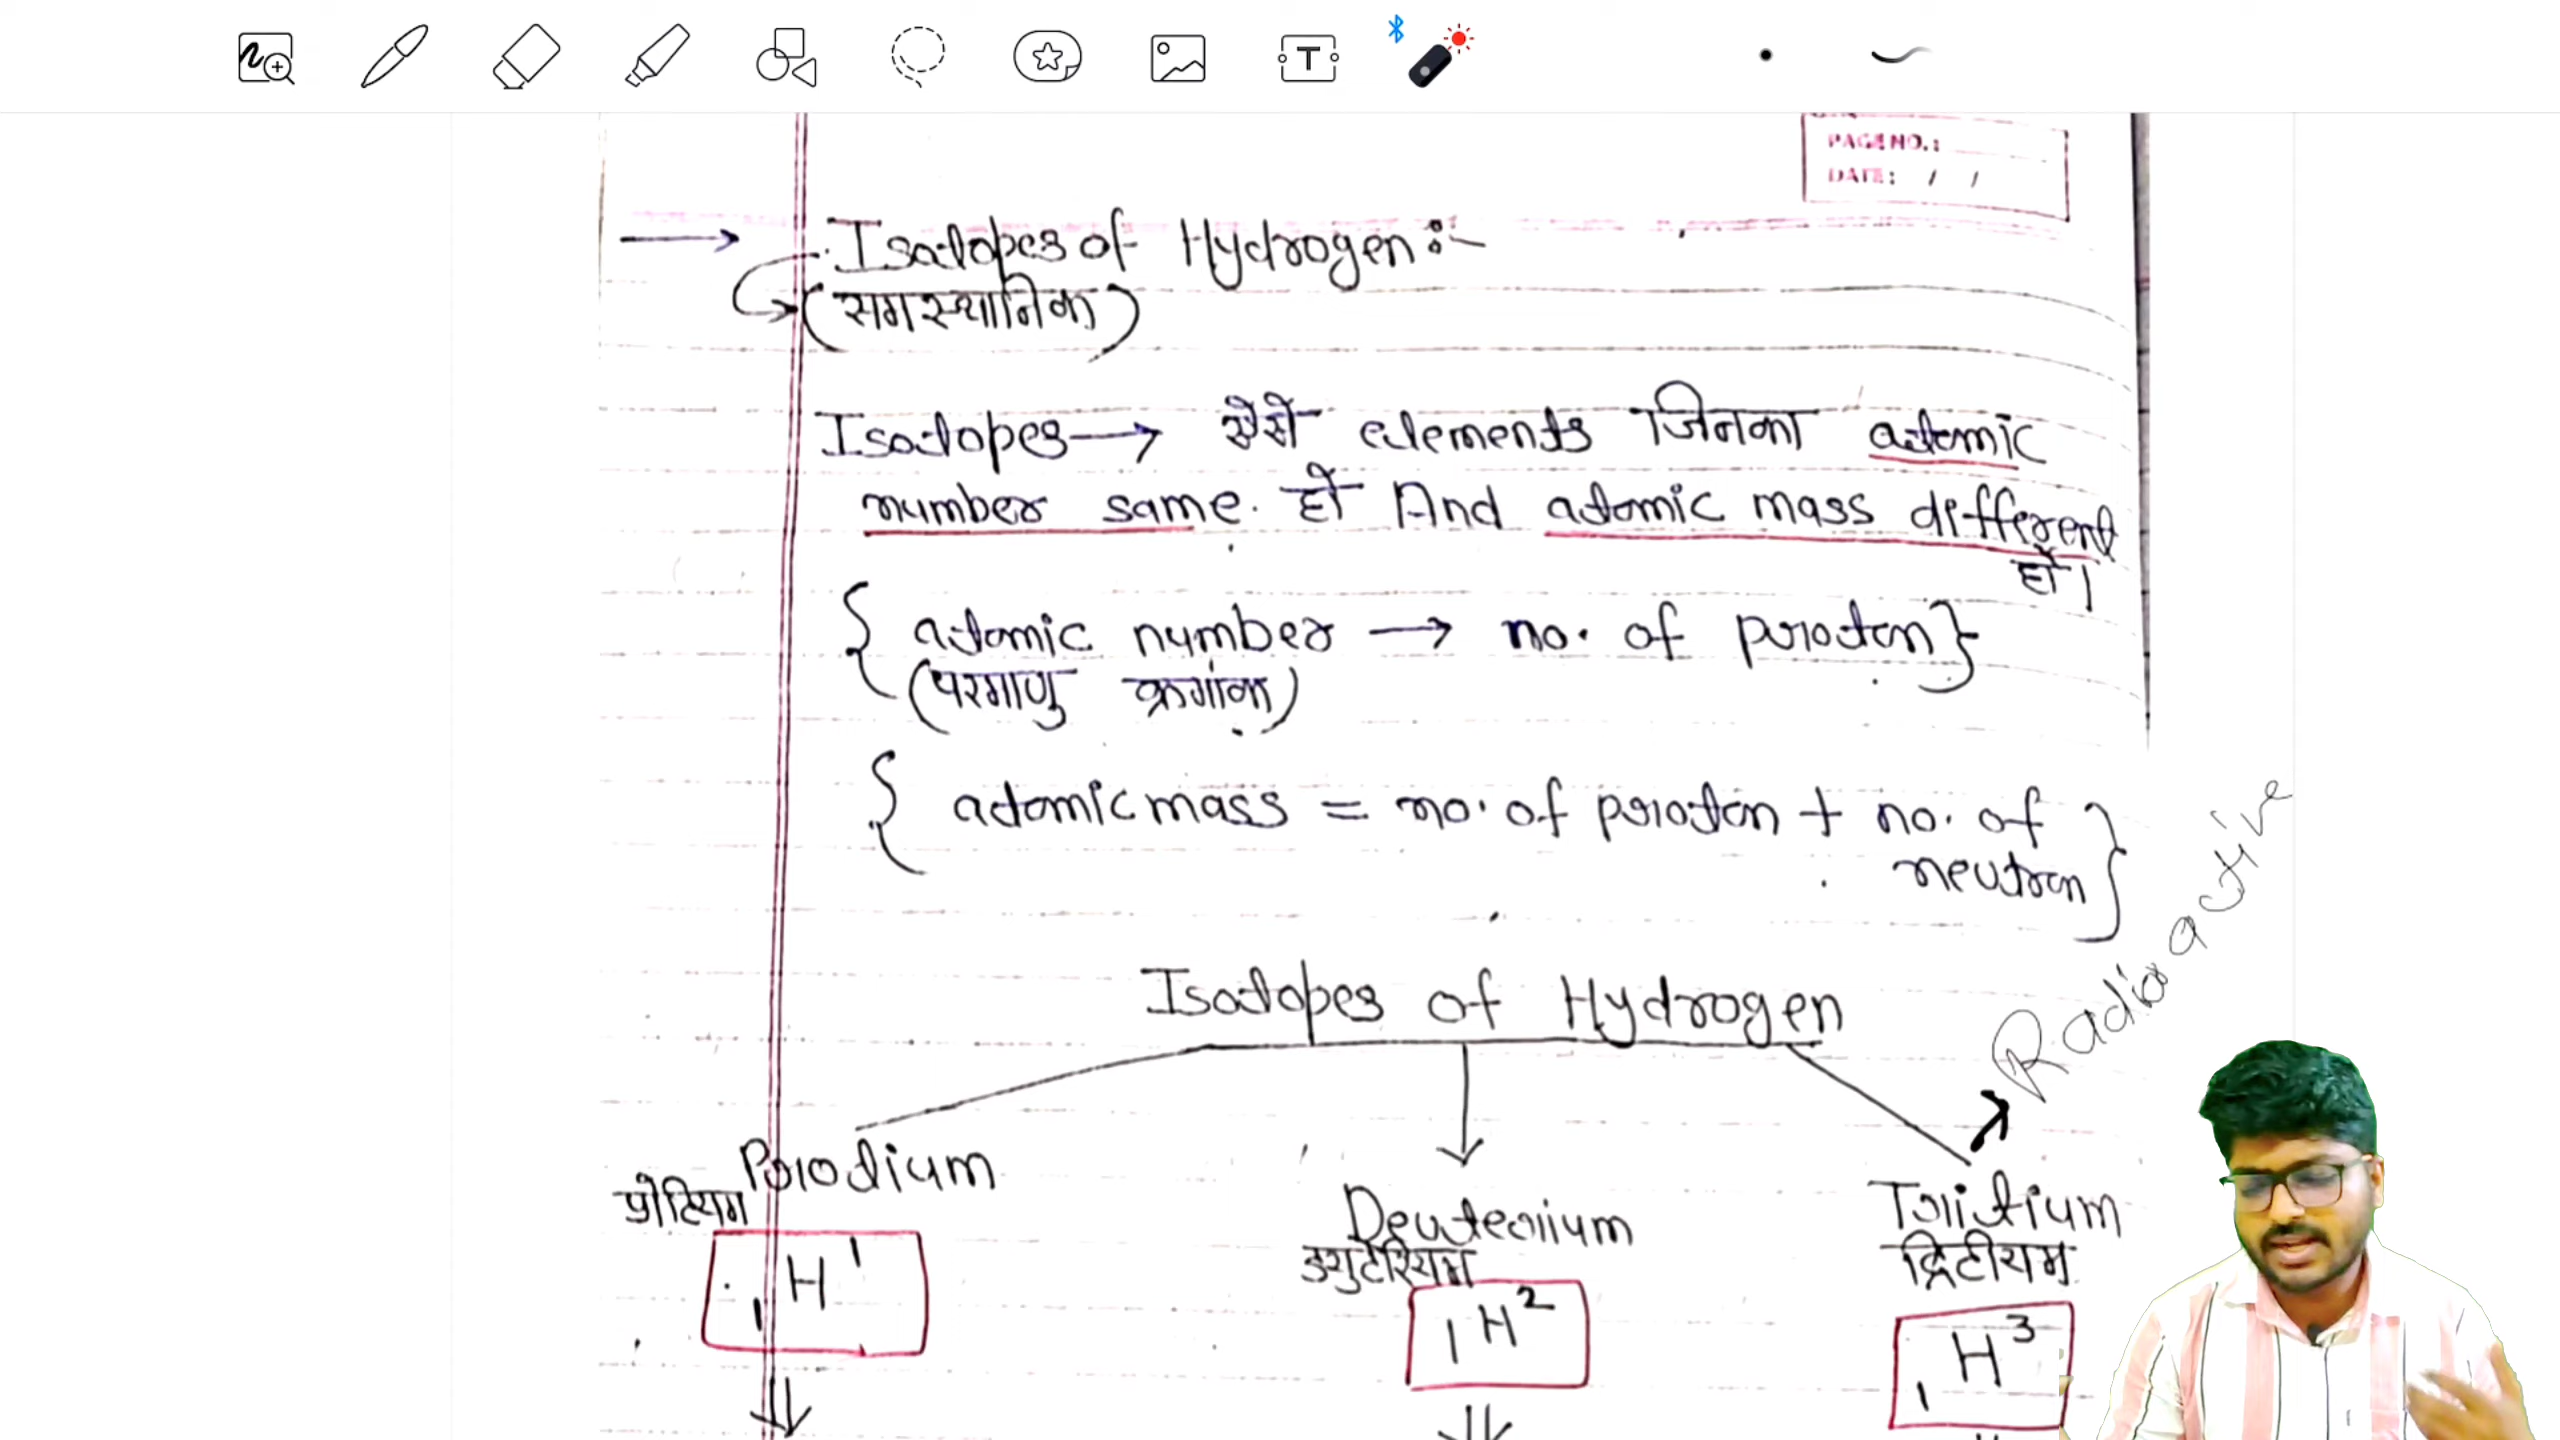 PAGE NO.:
DATE: / /
Isotopes of Hydrogen :-
(समस्थानिक)
Isotopes → ऐसे elements जिनका atomic
number same हो And atomic mass different
हो।
{ atomic number → no. of proton }
(परमाणु क्रमांक)
{ atomic mass = no. of proton + no. of
neutron }
Isotopes of Hydrogen
Radioactive
Protium
प्रोटियम
Deuterium
ड्युटेरियम
Tritium
ट्रिटीयम
₁H¹
₁H²
₁H³
T